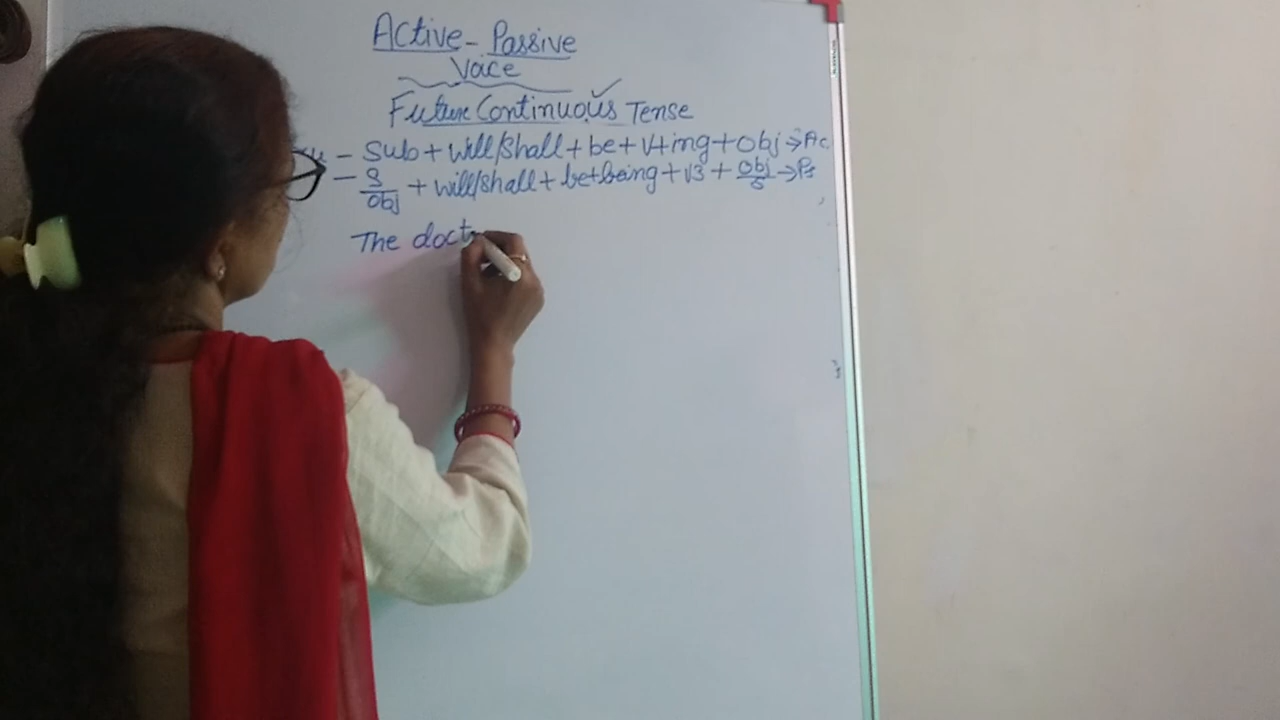 Active - Passive
Voice
Future Continuous Tense
- Sub + will/shall + be + V+ing + obj → Ac
- S/obj + will/shall + be + being + V3 + obj/S → Ps
The doct